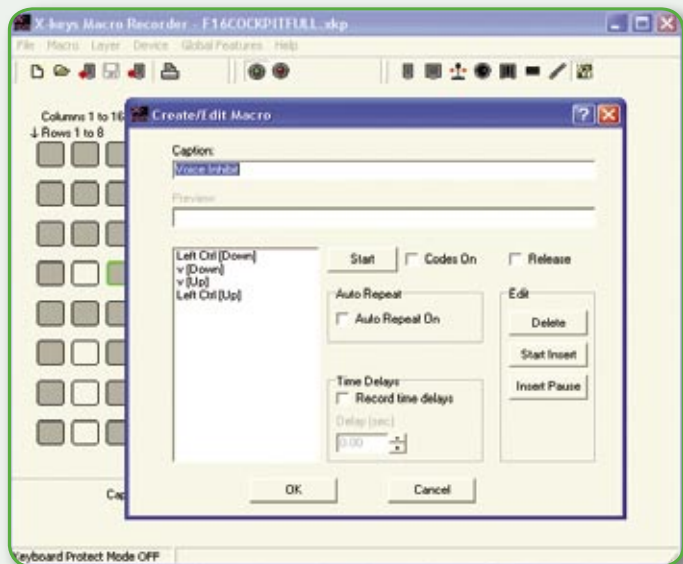 X-keys Macro Recorder - F16COCKPITFULL.xkp
File Macro Layer Device Global Features Help
Columns 1 to 16
↓ Rows 1 to 8
Create/Edit Macro
Caption:
Voice Inhibit
Preview
Left Ctrl [Down]
v [Down]
v [Up]
Left Ctrl [Up]
Start
Codes On
Release
Auto Repeat
Auto Repeat On
Edit
Delete
Start Insert
Insert Pause
Time Delays
Record time delays
Delay (sec)
0.00
OK
Cancel
Cap
Keyboard Protect Mode OFF